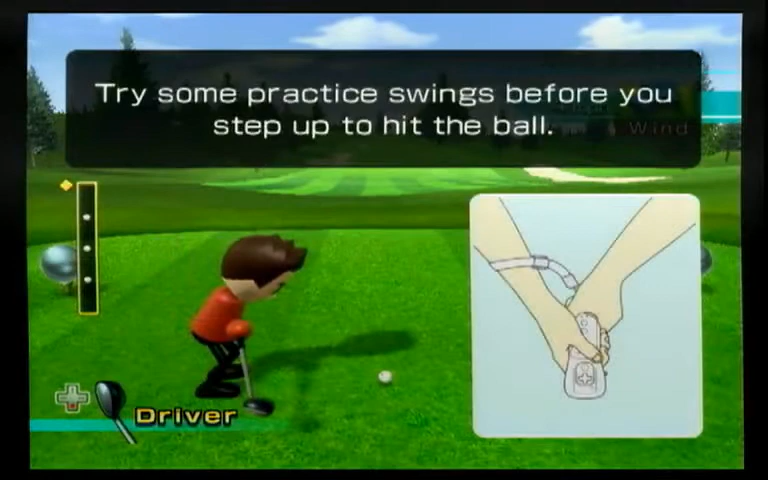 Try some practice swings before you
step up to hit the ball.
Wind
Driver